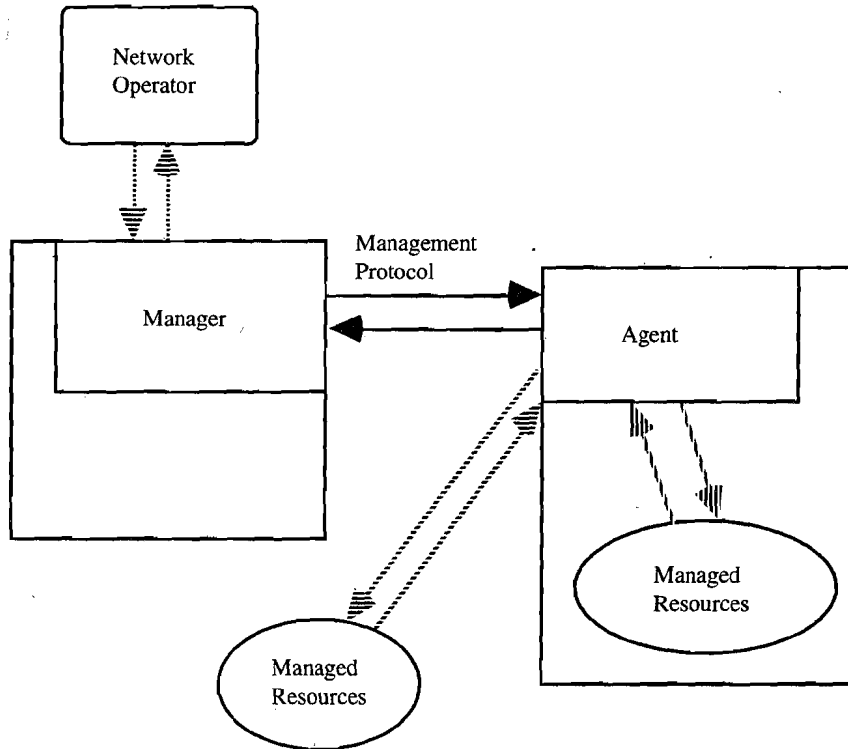 Network
Operator
Management
Protocol
Manager
Agent
Managed
Resources
Managed
Resources